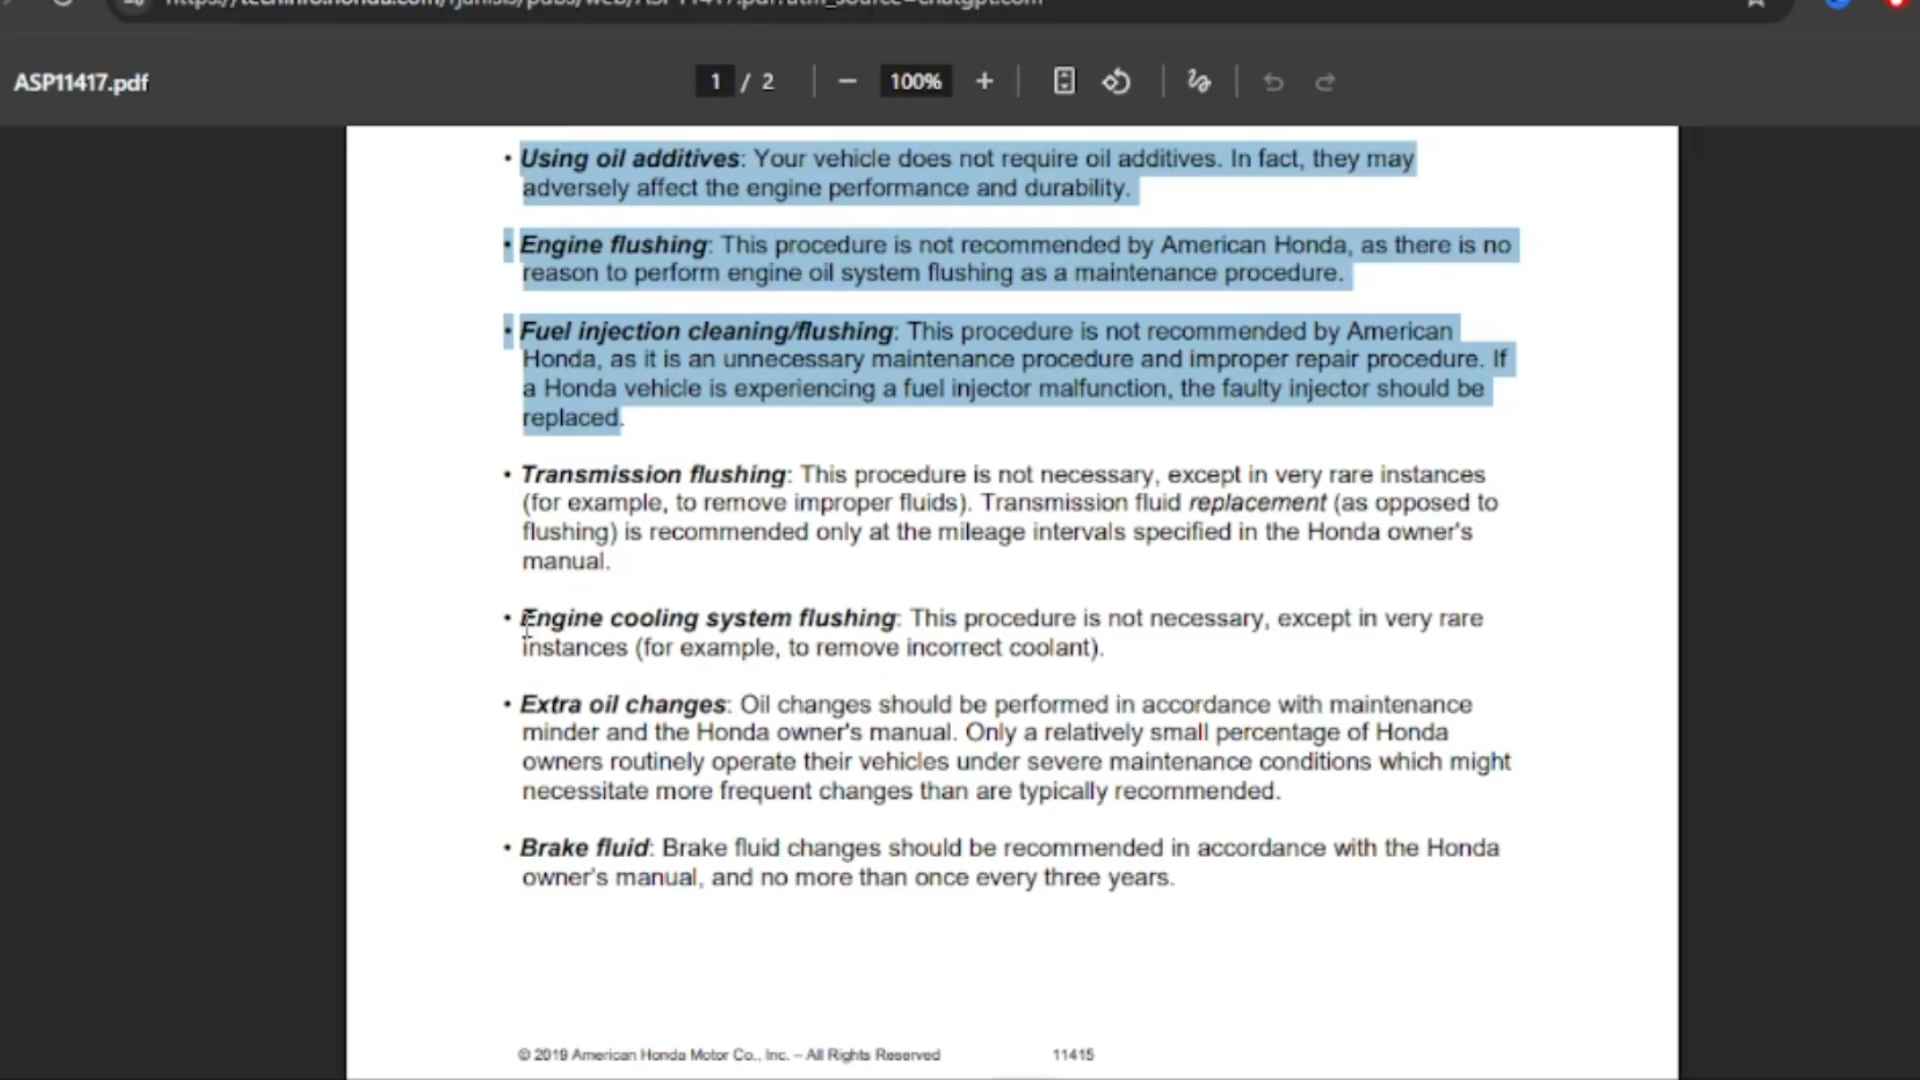 ASP11417.pdf
1 / 2
100%
• Using oil additives: Your vehicle does not require oil additives. In fact, they may
adversely affect the engine performance and durability.
• Engine flushing: This procedure is not recommended by American Honda, as there is no
reason to perform engine oil system flushing as a maintenance procedure.
• Fuel injection cleaning/flushing: This procedure is not recommended by American
Honda, as it is an unnecessary maintenance procedure and improper repair procedure. If
a Honda vehicle is experiencing a fuel injector malfunction, the faulty injector should be
replaced.
• Transmission flushing: This procedure is not necessary, except in very rare instances
(for example, to remove improper fluids). Transmission fluid replacement (as opposed to
flushing) is recommended only at the mileage intervals specified in the Honda owner's
manual.
• Engine cooling system flushing: This procedure is not necessary, except in very rare
instances (for example, to remove incorrect coolant).
• Extra oil changes: Oil changes should be performed in accordance with maintenance
minder and the Honda owner's manual. Only a relatively small percentage of Honda
owners routinely operate their vehicles under severe maintenance conditions which might
necessitate more frequent changes than are typically recommended.
• Brake fluid: Brake fluid changes should be recommended in accordance with the Honda
owner's manual, and no more than once every three years.
© 2019 American Honda Motor Co., Inc. – All Rights Reserved 11415